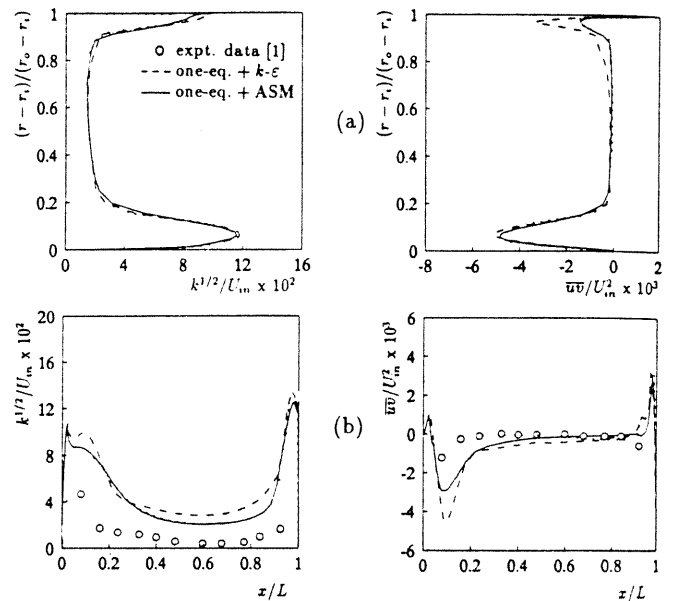 (r − r_i)/(r_o − r_i)
1
0.8
0.6
0.4
0.2
0
0 4 8 12 16
k^{1/2}/U_in x 10^2
expt. data [1]
one-eq. + k-ε
one-eq. + ASM
(a)
(r − r_i)/(r_o − r_i)
1
0.8
0.6
0.4
0.2
0
-8 -6 -4 -2 0 2
\overline{uv}/U_in^2 x 10^3
k^{1/2}/U_in x 10^2
20
16
12
8
4
0
0 0.2 0.4 0.6 0.8 1
x/L
(b)
\overline{uv}/U_in^2 x 10^3
6
4
2
0
-2
-4
-6
0 0.2 0.4 0.6 0.8 1
x/L